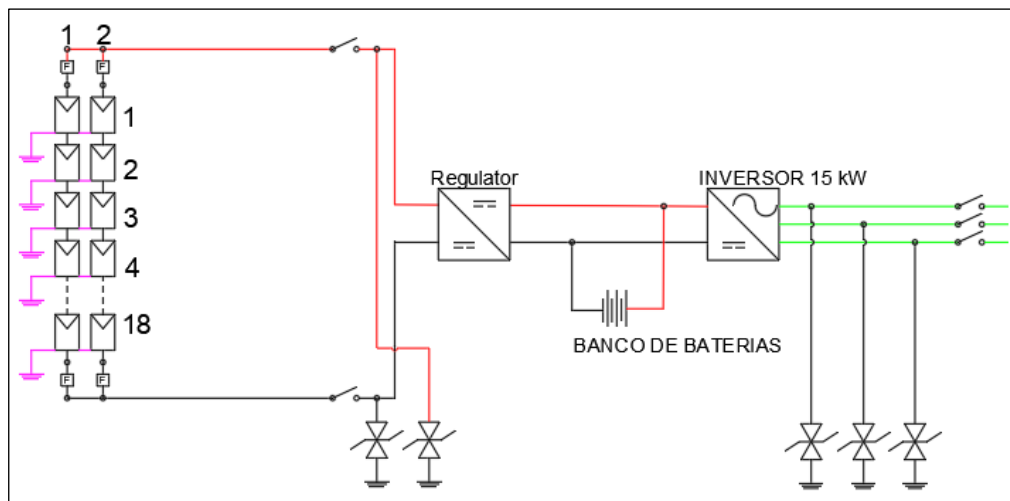 1 2
F F
1
2
3
4
18
F F
Regulator
INVERSOR 15 kW
BANCO DE BATERIAS